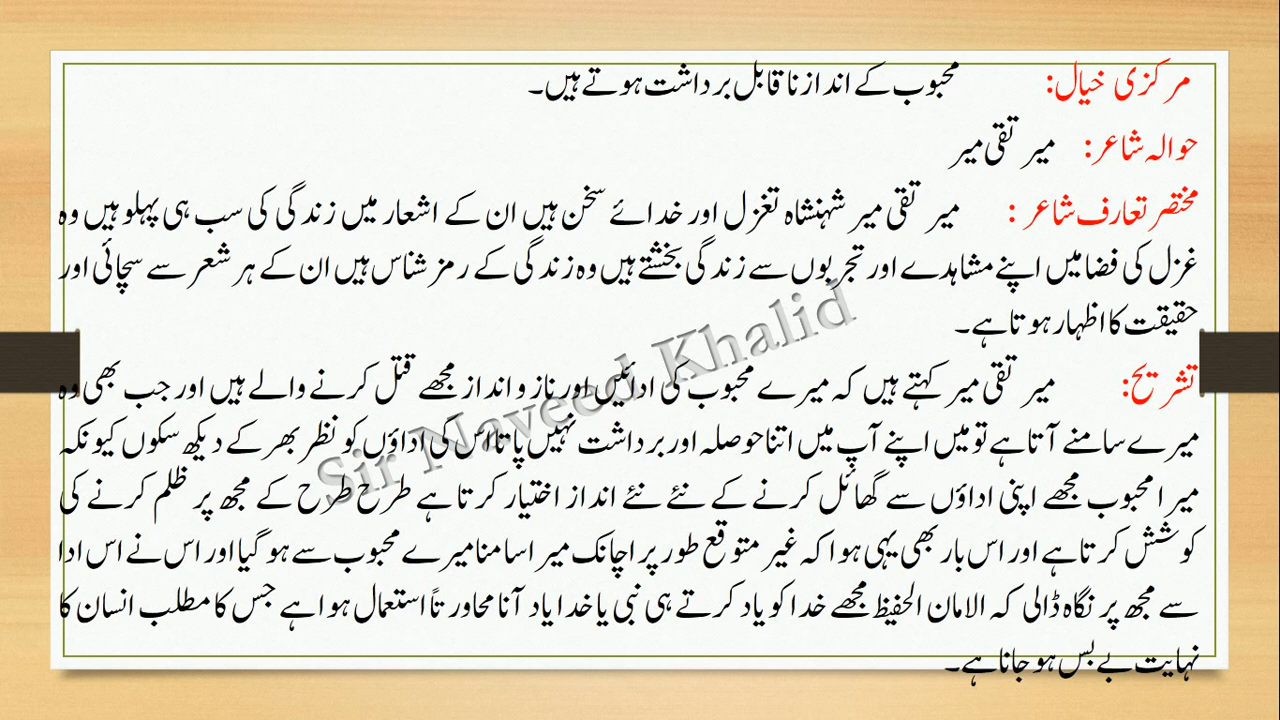 مرکزی خیال: محبوب کے انداز ناقابل برداشت ہوتے ہیں۔
حوالہ شاعر: میر تقی میر
مختصر تعارف شاعر : میر تقی میر شہنشاہ تغزل اور خدائے سخن ہیں ان کے اشعار میں زندگی کی سب ہی پہلو ہیں وہ
غزل کی فضا میں اپنے مشاہدے اور تجربوں سے زندگی بخشتے ہیں وہ زندگی کے رمز شناس ہیں ان کے ہر شعر سے سچائی اور
حقیقت کا اظہار ہوتا ہے۔
تشریح: میر تقی میر کہتے ہیں کہ میرے محبوب کی ادائیں اور ناز و انداز مجھے قتل کرنے والے ہیں اور جب بھی وہ
میرے سامنے آتا ہے تو میں اپنے آپ میں اتنا حوصلہ اور برداشت نہیں پاتا اس کی اداؤں کو نظر بھر کے دیکھ سکوں کیونکہ
میرا محبوب مجھے اپنی اداؤں سے گھائل کرنے کے نئے نئے انداز اختیار کرتا ہے طرح طرح کے مجھ پر ظلم کرنے کی
کوشش کرتا ہے اور اس بار بھی یہی ہوا کہ غیر متوقع طور پر اچانک میرا سامنا میرے محبوب سے ہو گیا اور اس نے اس ادا
سے مجھ پر نگاہ ڈالی کہ الامان الحفیظ مجھے خدا کو یاد کرتے ہی نبی یا خدا یاد آنا محاورتاً استعمال ہوا ہے جس کا مطلب انسان کا
نہایت بے بس ہو جانا ہے۔
Sir Naveed Khalid